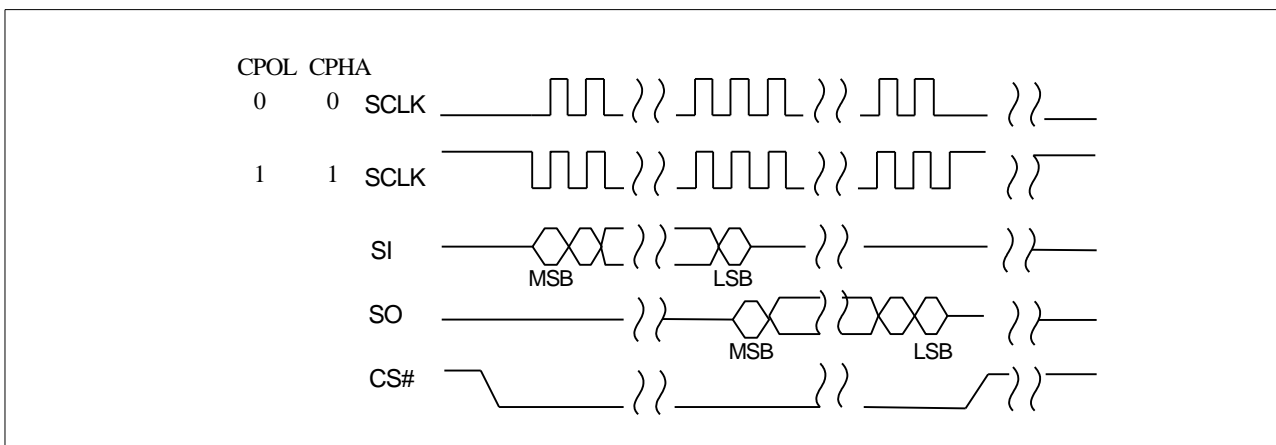 CPOL CPHA
0 0 SCLK
1 1 SCLK
SI
MSB LSB
SO
MSB LSB
CS#